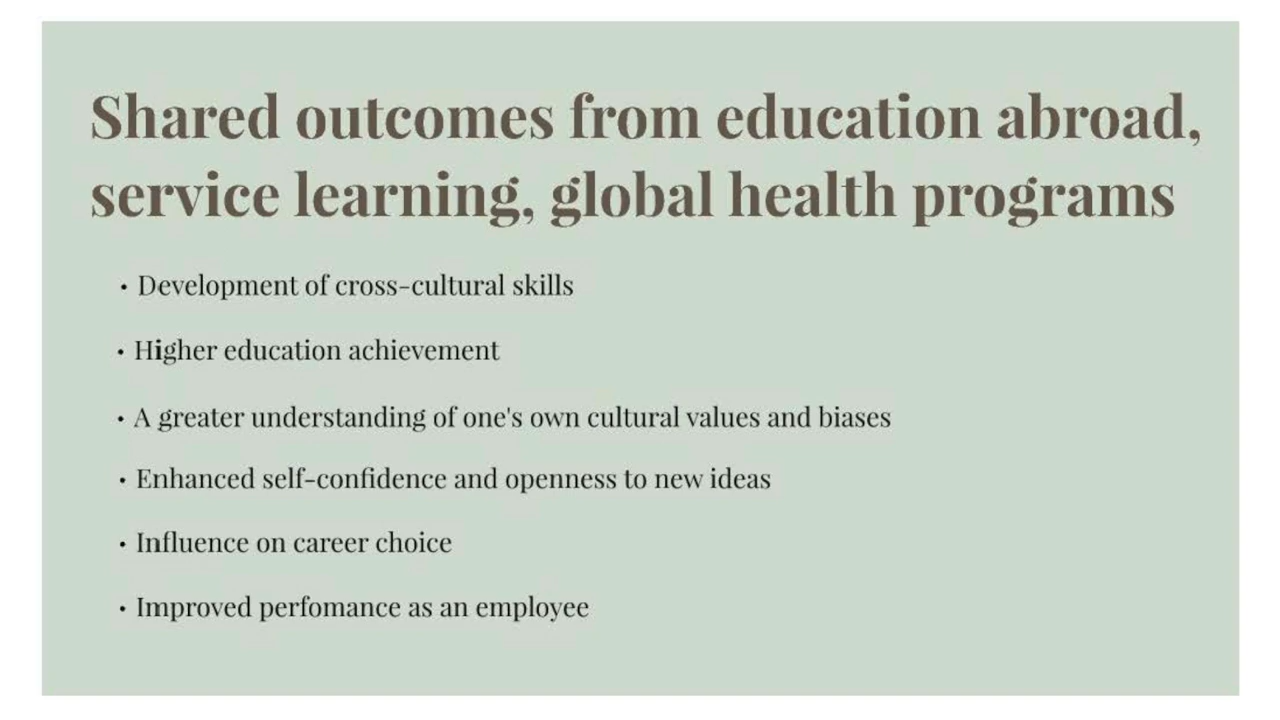 Shared outcomes from education abroad,
service learning, global health programs
• Development of cross-cultural skills
• Higher education achievement
• A greater understanding of one's own cultural values and biases
• Enhanced self-confidence and openness to new ideas
• Influence on career choice
• Improved perfomance as an employee